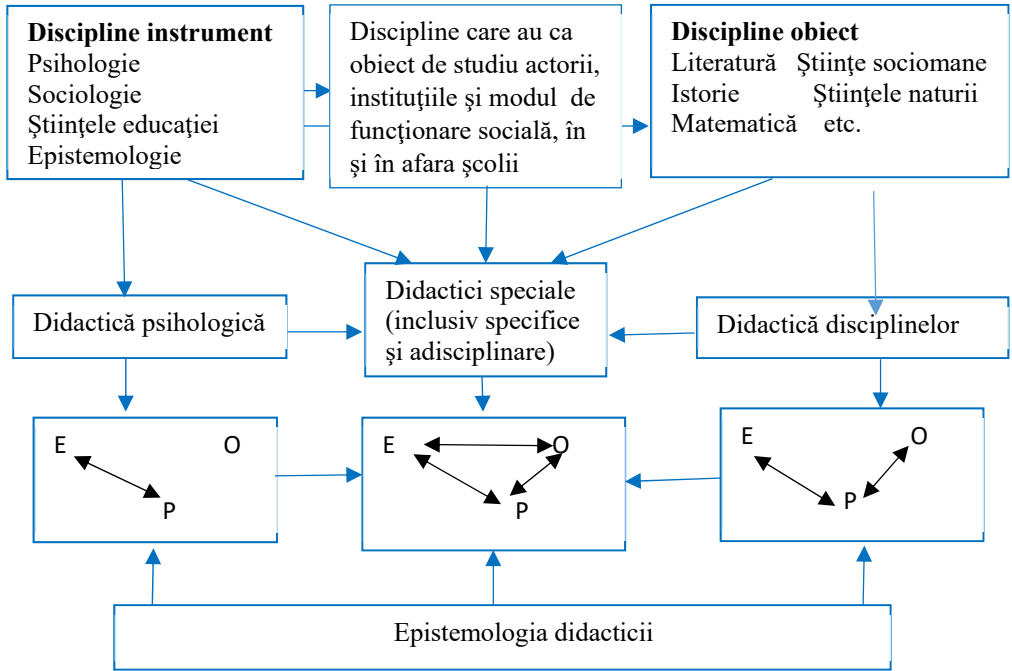 Discipline instrument
Psihologie
Sociologie
Ştiinţele educaţiei
Epistemologie
Discipline care au ca
obiect de studiu actorii,
instituţiile şi modul de
funcţionare socială, în
şi în afara şcolii
Discipline obiect
Literatură Ştiinţe sociomane
Istorie Ştiinţele naturii
Matematică etc.
Didactică psihologică
Didactici speciale
(inclusiv specifice
şi adisciplinare)
Didactică disciplinelor
E O
P
E O
P
E O
P
Epistemologia didacticii